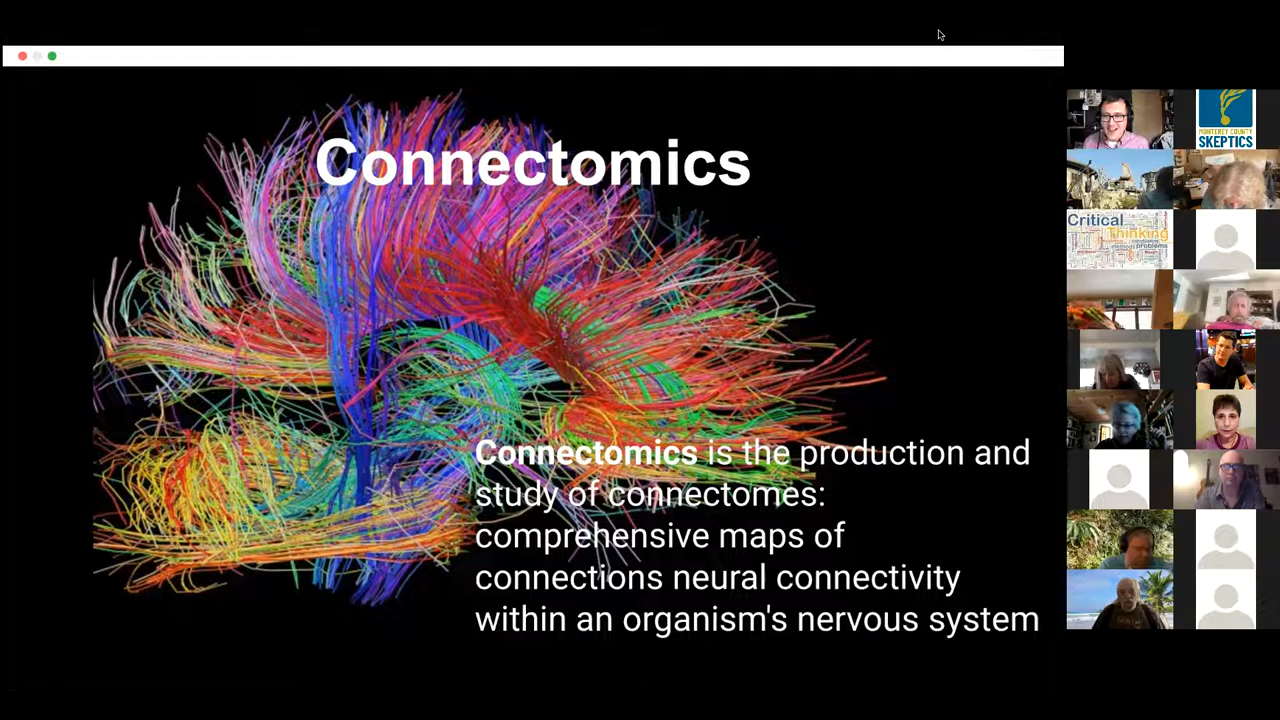 Connectomics
Connectomics is the production and
study of connectomes:
comprehensive maps of
connections neural connectivity
within an organism's nervous system
MONTEREY COUNTY
SKEPTICS
Critical
Thinking
problems